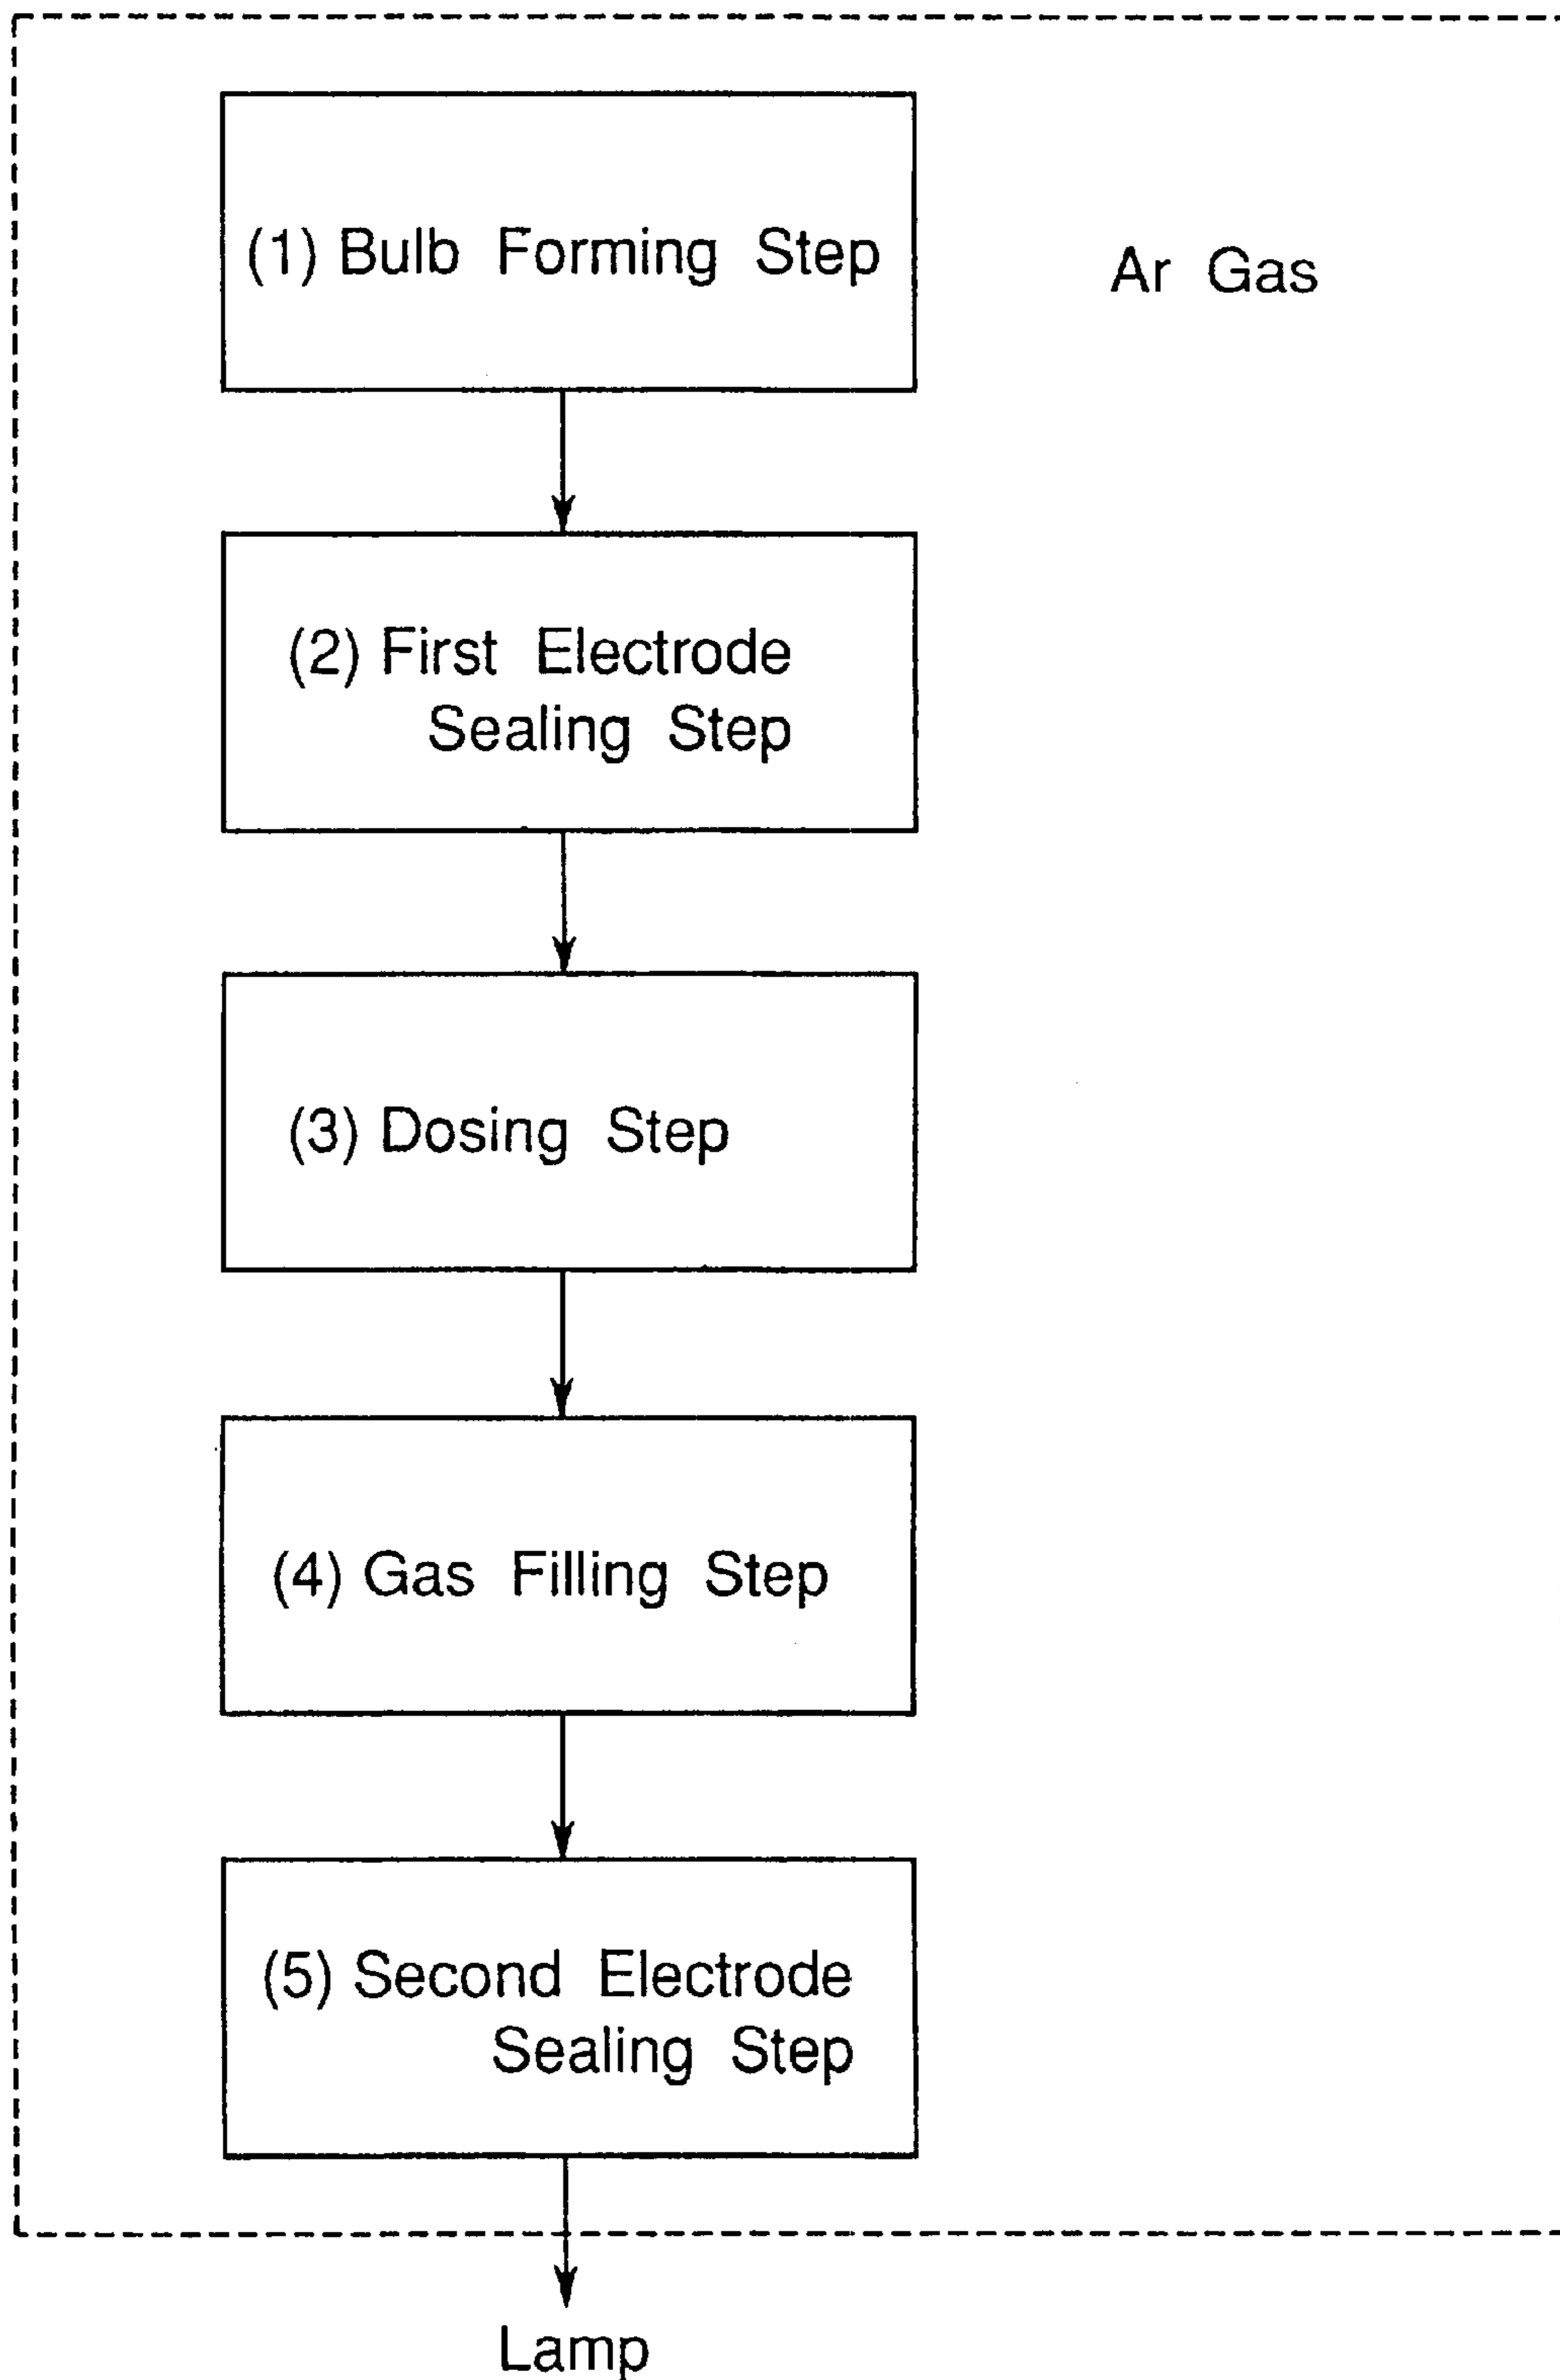 (1) Bulb Forming Step
Ar Gas
(2) First Electrode
Sealing Step
(3) Dosing Step
(4) Gas Filling Step
(5) Second Electrode
Sealing Step
Lamp